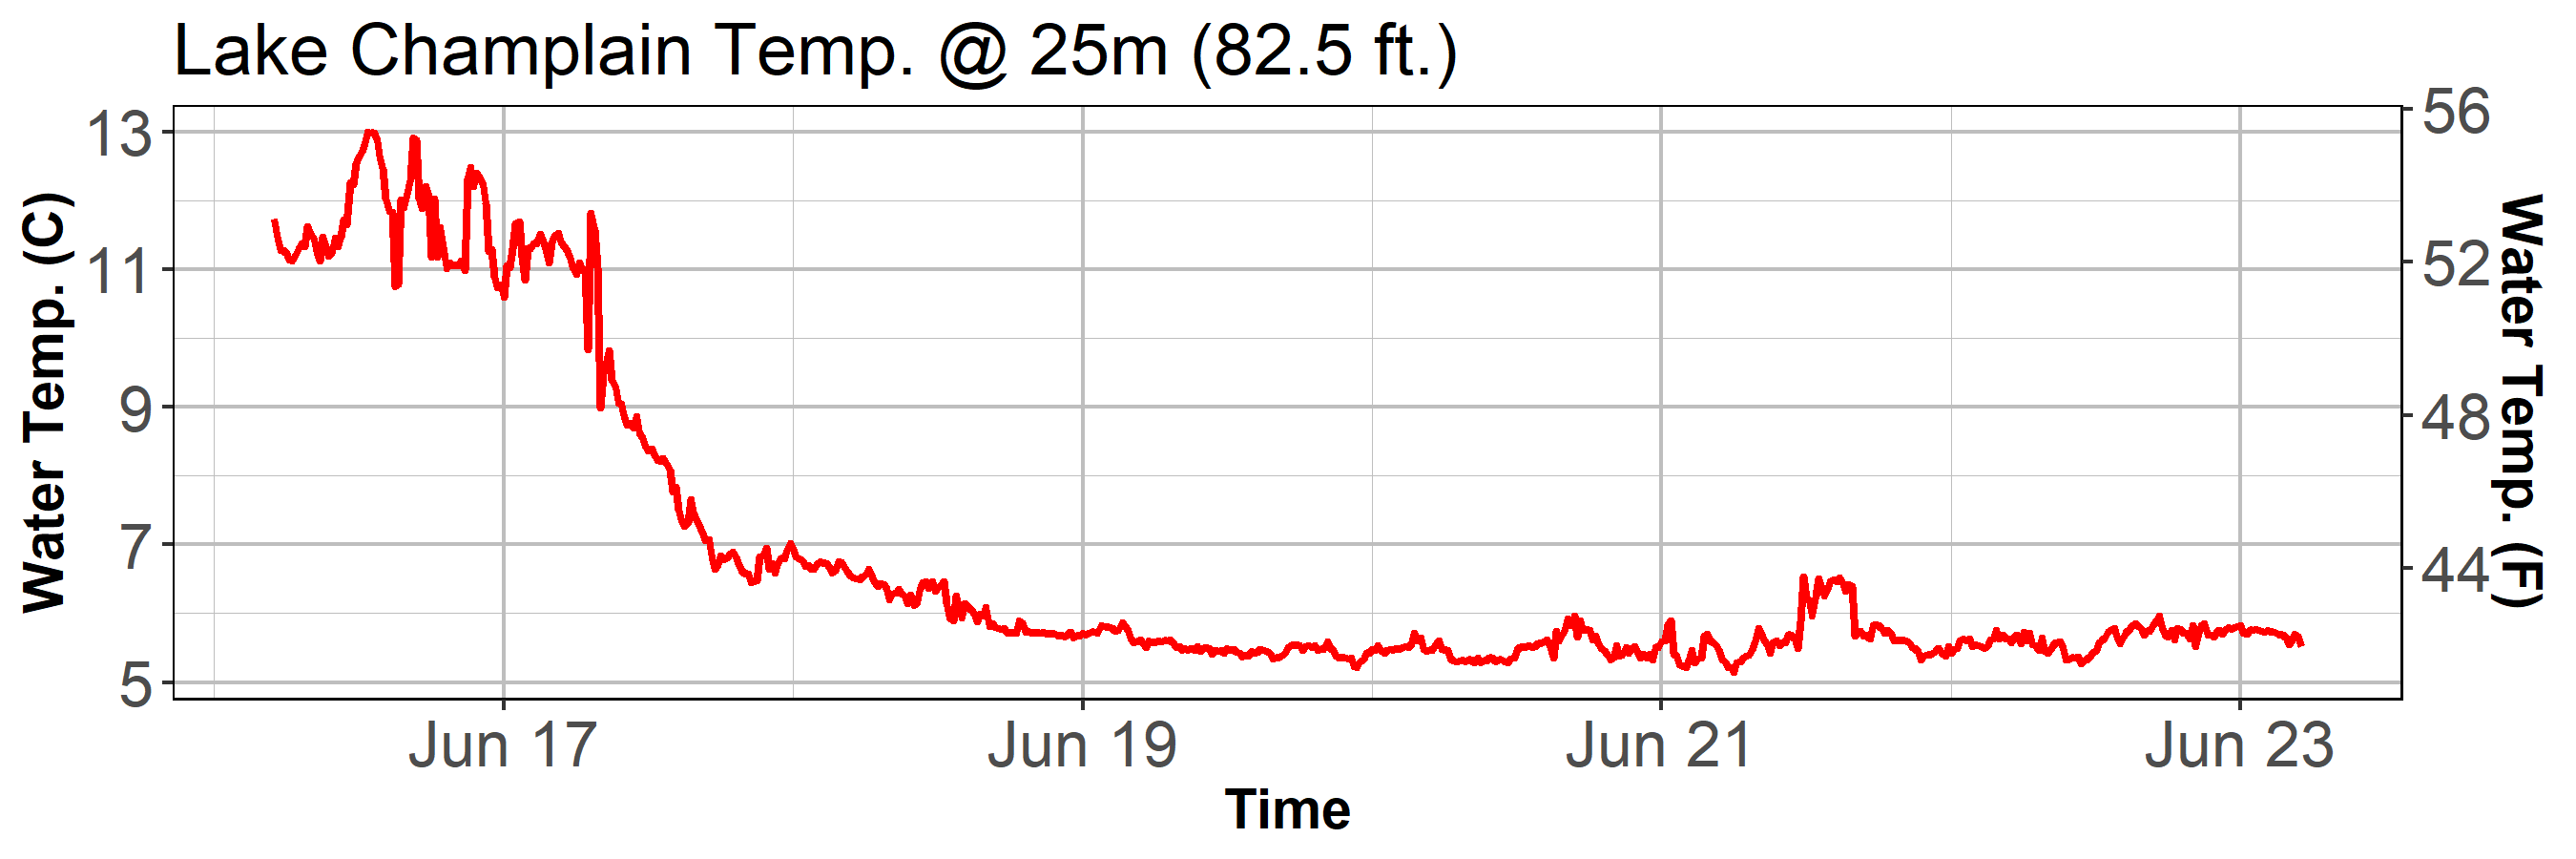 Lake Champlain Temp. @ 25m (82.5 ft.)
Water Temp. (C)
13
11
9
7
5
56
52
48
44
Water Temp. (F)
Jun 17 Jun 19 Jun 21 Jun 23
Time